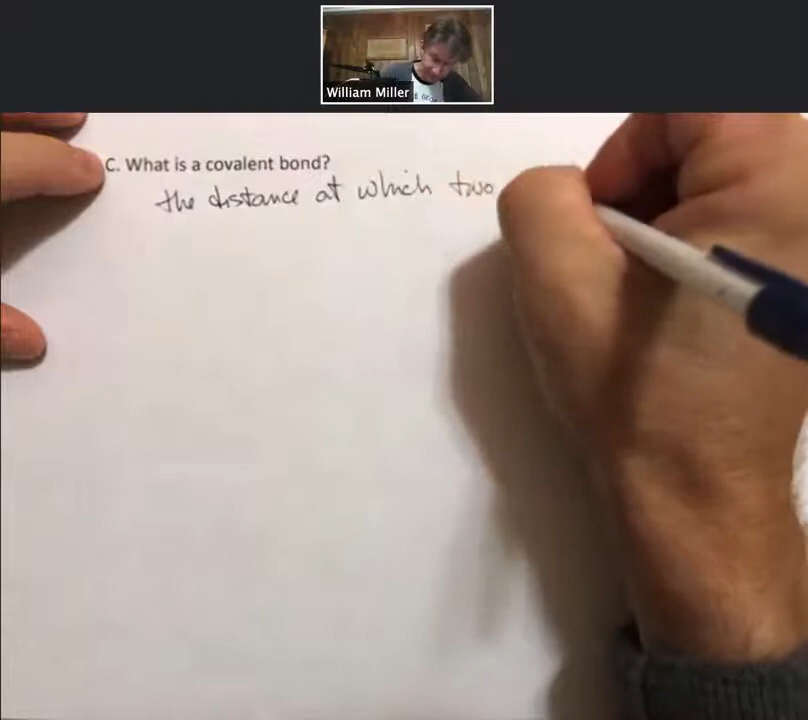 William Miller
C. What is a covalent bond?
the distance at which two